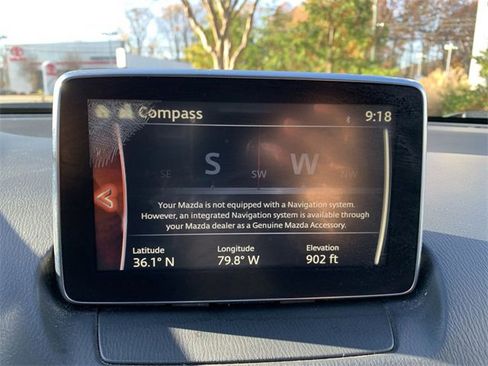 Compass
9:18
SE S SW W NW
Your Mazda is not equipped with a Navigation system.
However, an integrated Navigation system is available through
your Mazda dealer as a Genuine Mazda Accessory.
Latitude Longitude Elevation
36.1° N 79.8° W 902 ft